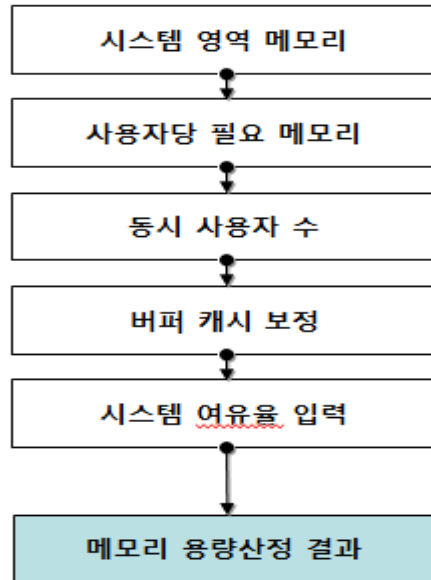 시스템 영역 메모리
사용자당 필요 메모리
동시 사용자 수
버퍼 캐시 보정
시스템 여유율 입력
메모리 용량산정 결과